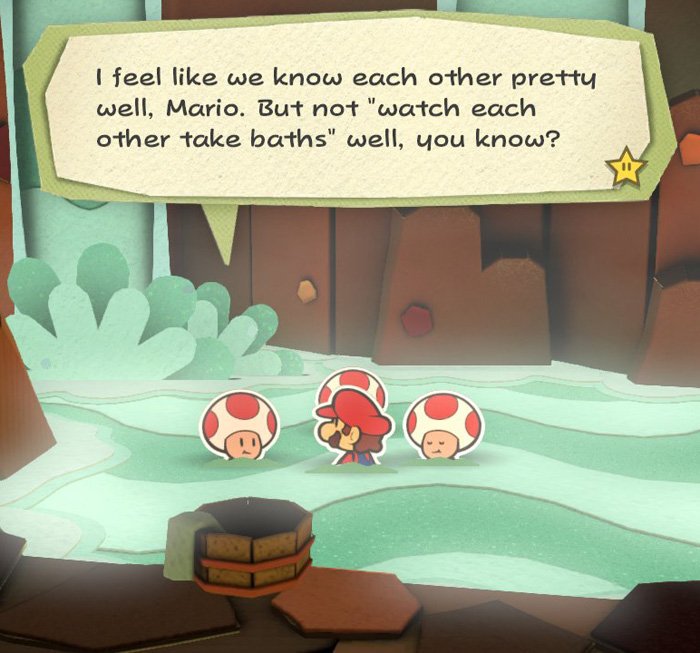 I feel like we know each other pretty
well, Mario. But not "watch each
other take baths" well, you know?